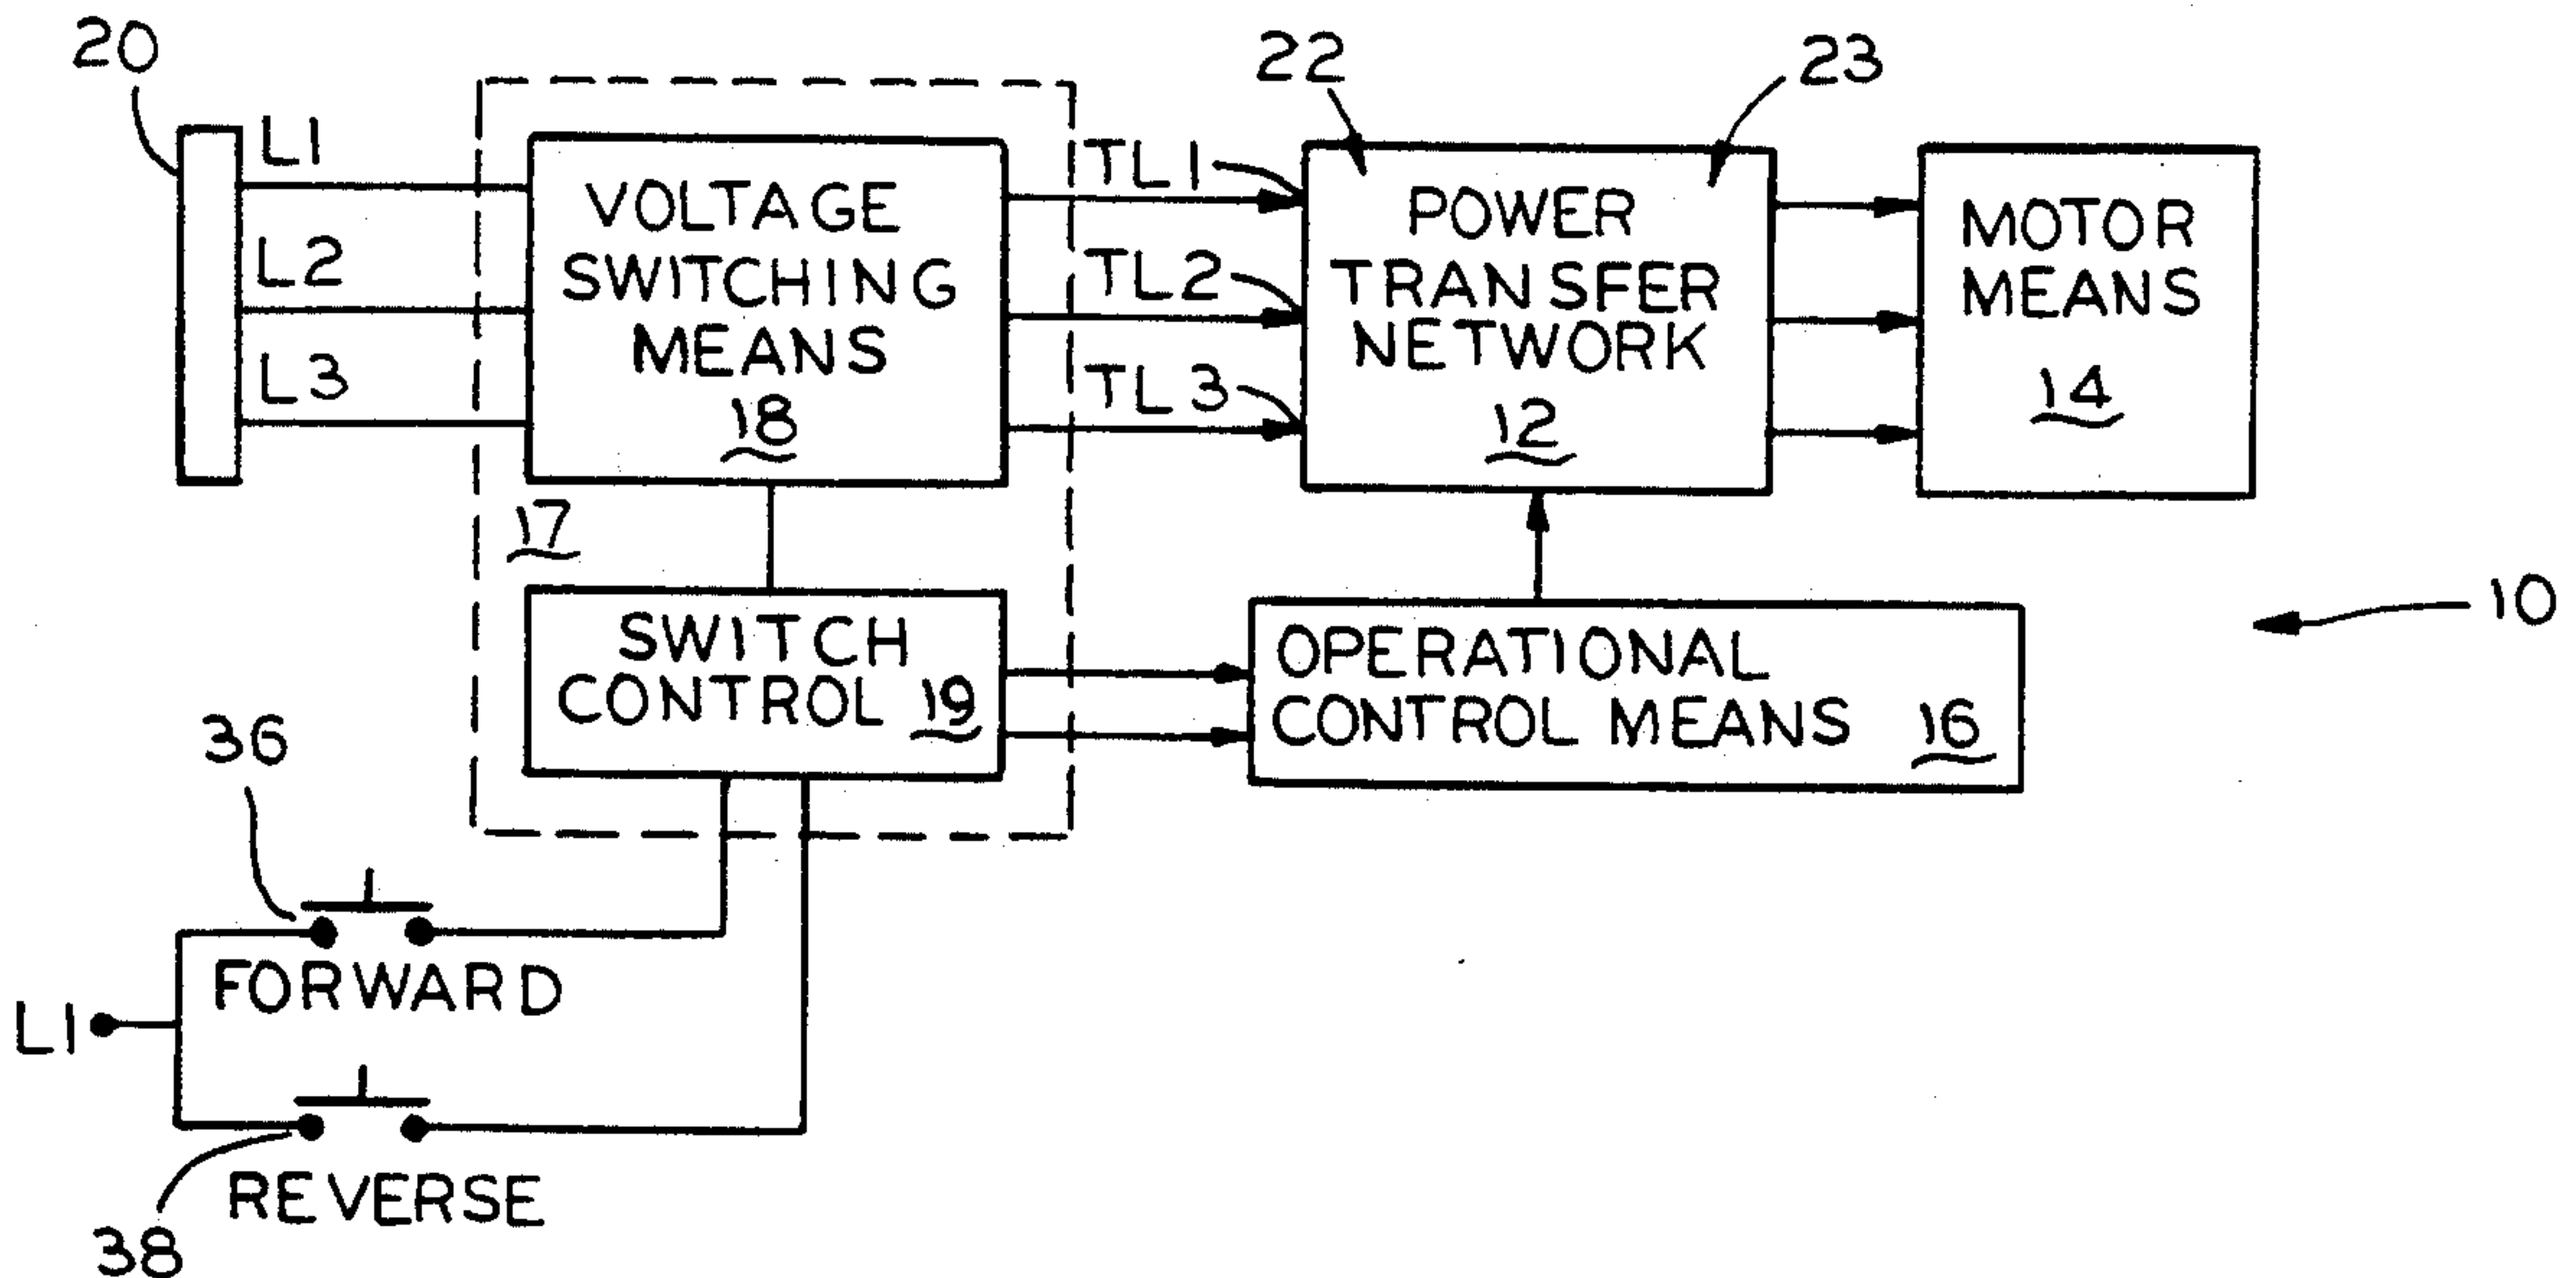 20
22
23
L1
L2
L3
VOLTAGE
SWITCHING
MEANS
18
TL1
TL2
TL3
POWER
TRANSFER
NETWORK
12
MOTOR
MEANS
14
17
SWITCH
CONTROL 19
OPERATIONAL
CONTROL MEANS 16
10
36
FORWARD
L1
REVERSE
38